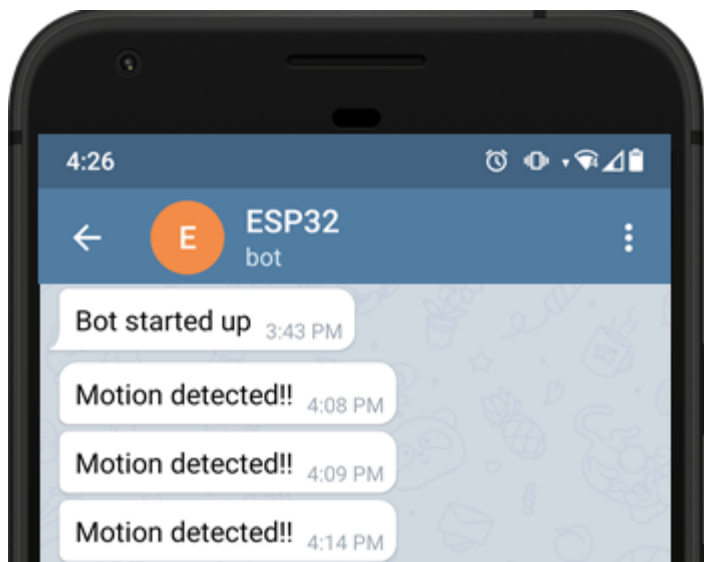 4:26
E
ESP32
bot
Bot started up 3:43 PM
Motion detected!! 4:08 PM
Motion detected!! 4:09 PM
Motion detected!! 4:14 PM